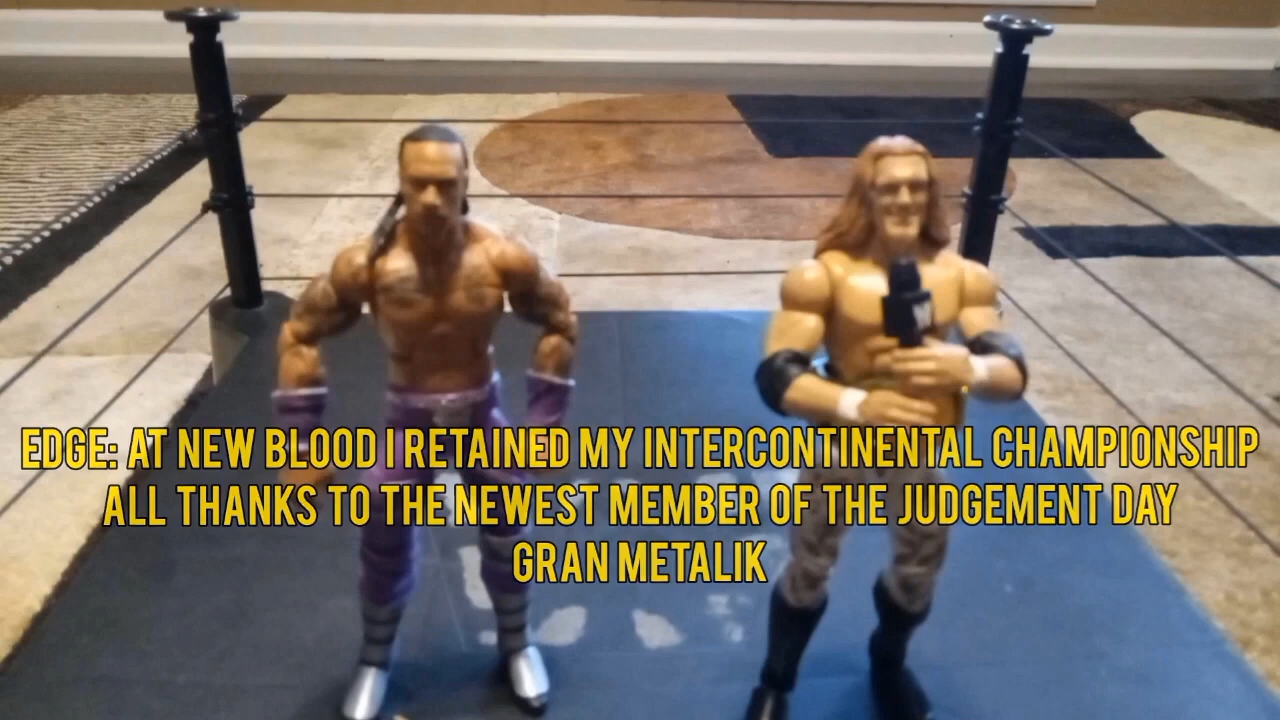 EDGE: AT NEW BLOOD I RETAINED MY INTERCONTINENTAL CHAMPIONSHIP
ALL THANKS TO THE NEWEST MEMBER OF THE JUDGEMENT DAY
GRAN METALIK